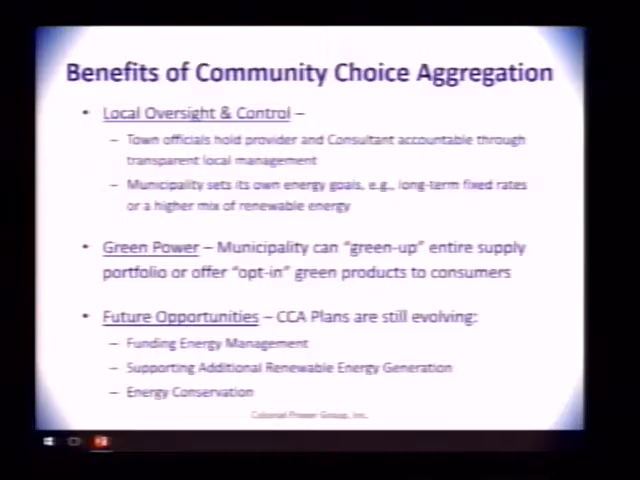 Benefits of Community Choice Aggregation
• Local Oversight & Control –
– Town officials hold provider and Consultant accountable through
transparent local management
– Municipality sets its own energy goals, e.g., long-term fixed rates
or a higher mix of renewable energy
• Green Power – Municipality can "green-up" entire supply
portfolio or offer "opt-in" green products to consumers
• Future Opportunities – CCA Plans are still evolving:
– Funding Energy Management
– Supporting Additional Renewable Energy Generation
– Energy Conservation
Colonial Power Group, Inc.